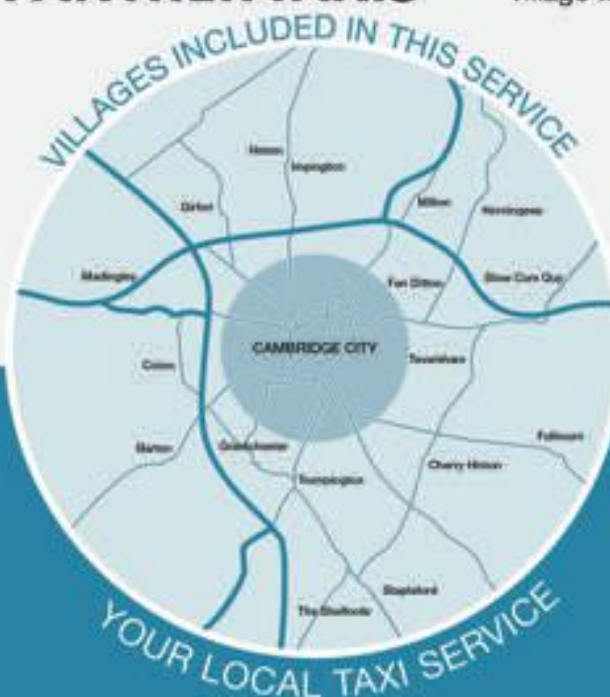 VILLAGES INCLUDED IN THIS SERVICE
Impington
Girton
Milton
Horningsea
Madingley
Fen Ditton
Stow Cum Quy
CAMBRIDGE CITY
Teversham
Coton
Barton
Grantchester
Fulbourn
Cherry Hinton
Trumpington
Stapleford
The Shelfords
YOUR LOCAL TAXI SERVICE